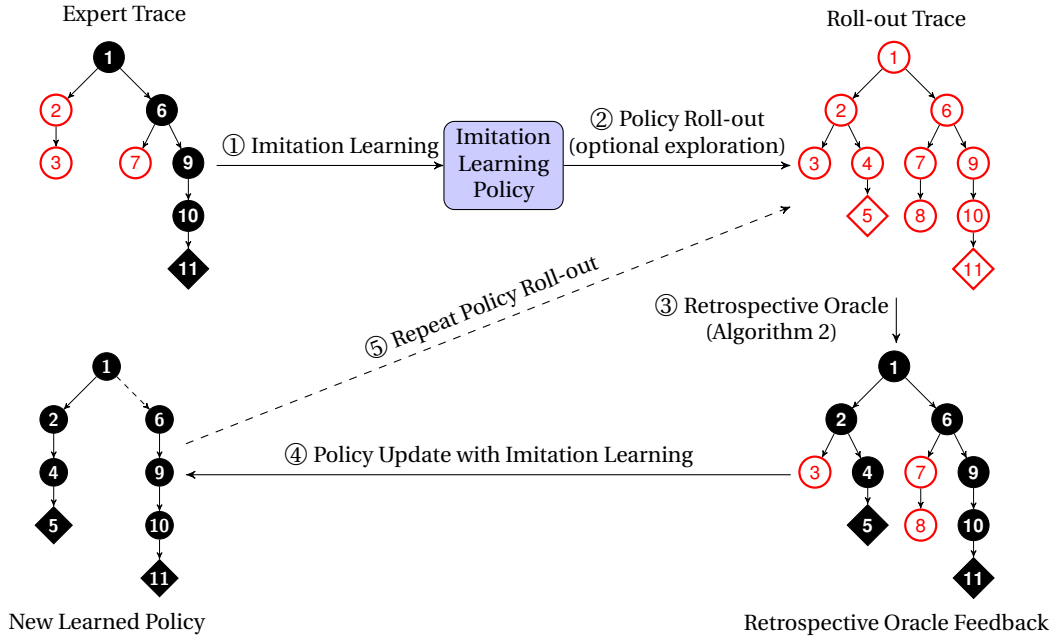 Expert Trace
Roll-out Trace
1
2
6
3
7
9
10
11
① Imitation Learning
Imitation
Learning
Policy
② Policy Roll-out
(optional exploration)
1
2
6
3
4
7
9
5
8
10
11
③ Retrospective Oracle
(Algorithm 2)
⑤ Repeat Policy Roll-out
1
2
6
4
9
5
10
11
④ Policy Update with Imitation Learning
1
2
6
3
4
7
9
5
8
10
11
New Learned Policy
Retrospective Oracle Feedback